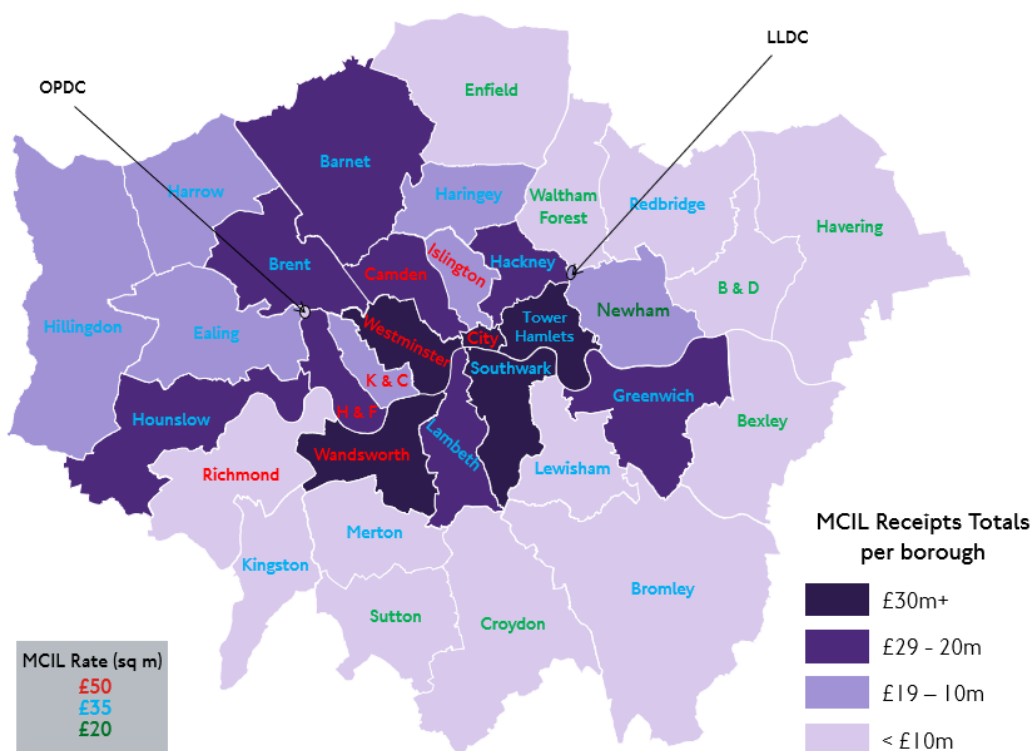 LLDC
OPDC
Enfield
Barnet
Harrow
Haringey
Waltham
Forest
Redbridge
Havering
Islington
Hackney
Brent
Camden
B & D
Hillingdon
Ealing
Westminster
City
Tower
Hamlets
Newham
Southwark
K & C
H & F
Greenwich
Hounslow
Bexley
Lambeth
Wandsworth
Richmond
Lewisham
Merton
Kingston
Bromley
Sutton
Croydon
MCIL Receipts Totals
per borough
£30m+
£29 - 20m
£19 – 10m
< £10m
MCIL Rate (sq m)
£50
£35
£20